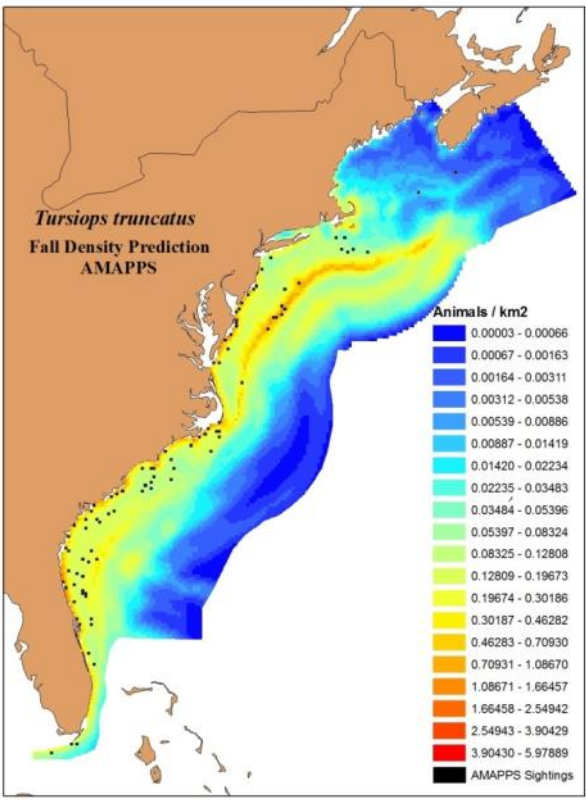 Tursiops truncatus
Fall Density Prediction
AMAPPS
Animals / km2
0.00003 - 0.00066
0.00067 - 0.00163
0.00164 - 0.00311
0.00312 - 0.00538
0.00539 - 0.00886
0.00887 - 0.01419
0.01420 - 0.02234
0.02235 - 0.03483
0.03484 - 0.05396
0.05397 - 0.08324
0.08325 - 0.12808
0.12809 - 0.19673
0.19674 - 0.30186
0.30187 - 0.46282
0.46283 - 0.70930
0.70931 - 1.08670
1.08671 - 1.66457
1.66458 - 2.54942
2.54943 - 3.90429
3.90430 - 5.97889
AMAPPS Sightings